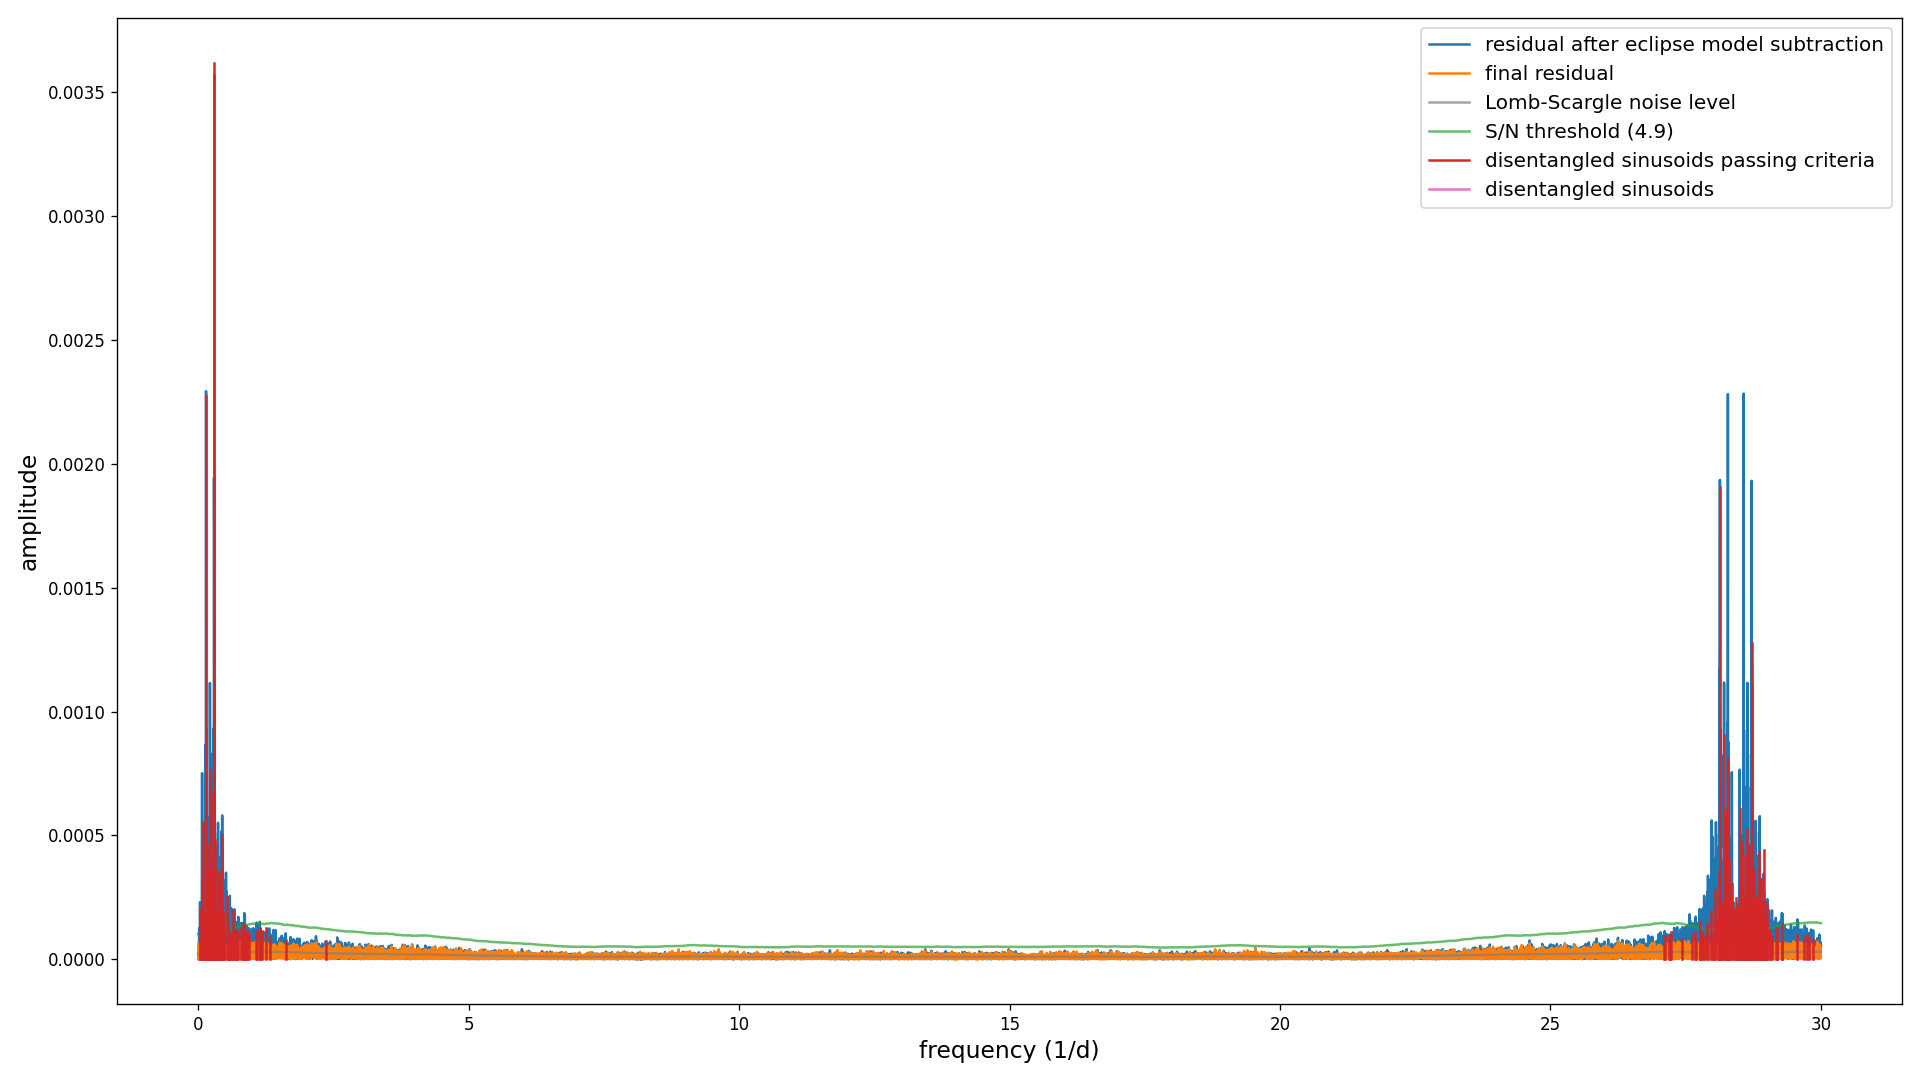 residual after eclipse model subtraction
final residual
Lomb-Scargle noise level
S/N threshold (4.9)
disentangled sinusoids passing criteria
disentangled sinusoids
amplitude
0.0035
0.0030
0.0025
0.0020
0.0015
0.0010
0.0005
0.0000
0 5 10 15 20 25 30
frequency (1/d)